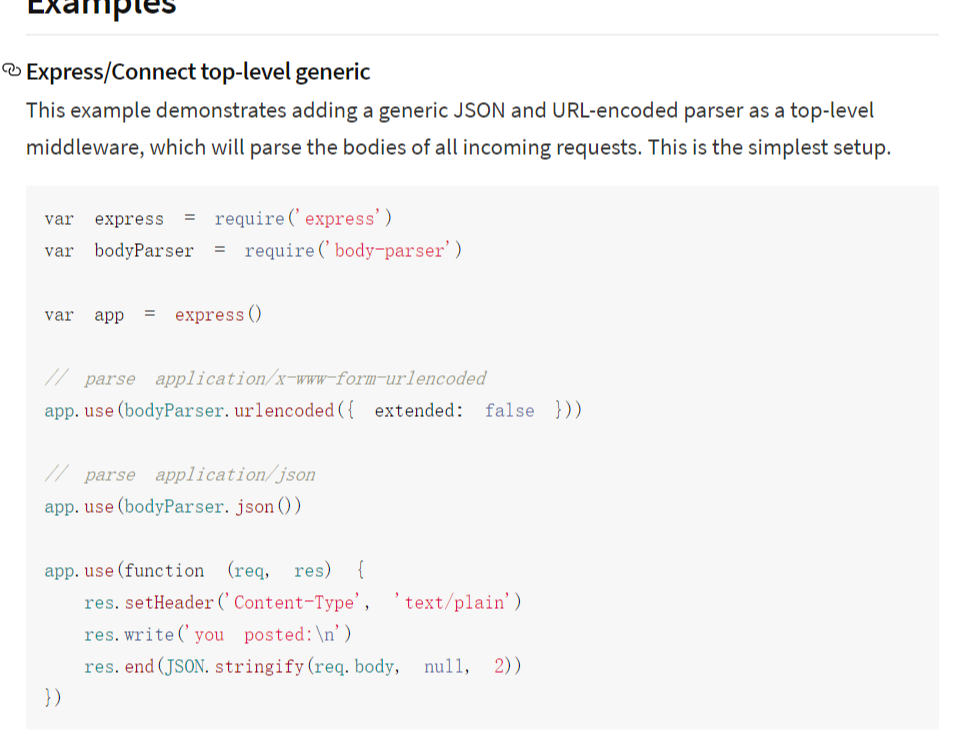 Examples
Express/Connect top-level generic
This example demonstrates adding a generic JSON and URL-encoded parser as a top-level
middleware, which will parse the bodies of all incoming requests. This is the simplest setup.
var express = require('express')
var bodyParser = require('body-parser')
var app = express()
// parse application/x-www-form-urlencoded
app.use(bodyParser.urlencoded({ extended: false }))
// parse application/json
app.use(bodyParser.json())
app.use(function (req, res) {
    res.setHeader('Content-Type', 'text/plain')
    res.write('you posted:\n')
    res.end(JSON.stringify(req.body, null, 2))
})